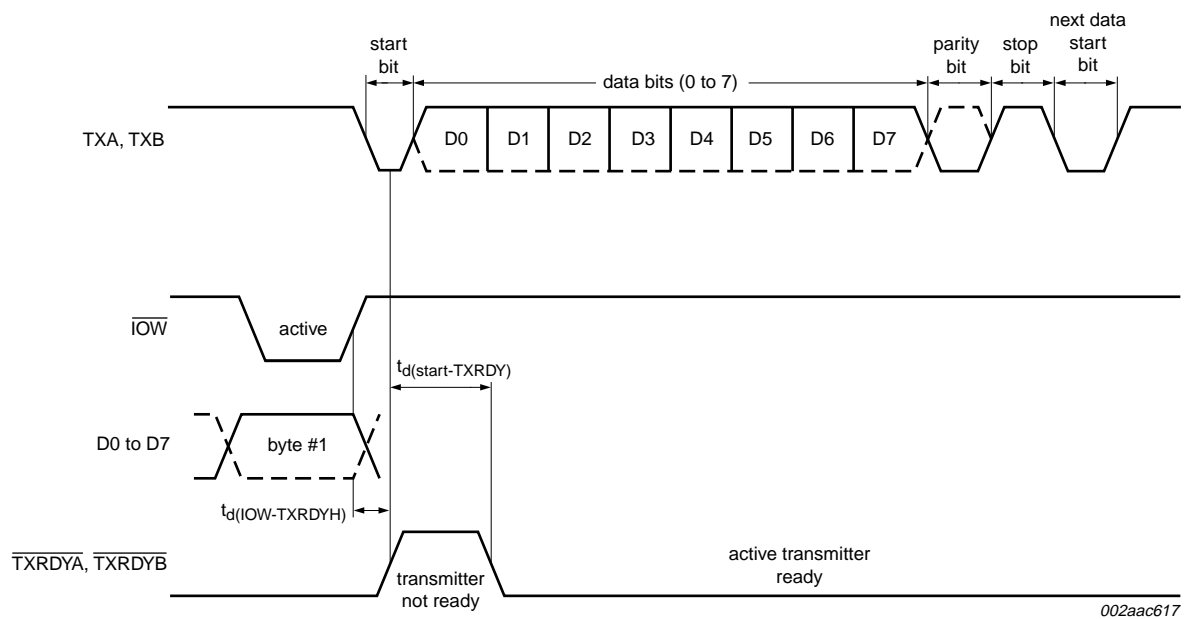 start
bit
data bits (0 to 7)
parity
bit
stop
bit
next data
start
bit
TXA, TXB
D0 D1 D2 D3 D4 D5 D6 D7
IOW
active
td(start-TXRDY)
D0 to D7
byte #1
td(IOW-TXRDYH)
TXRDYA, TXRDYB
transmitter
not ready
active transmitter
ready
002aac617